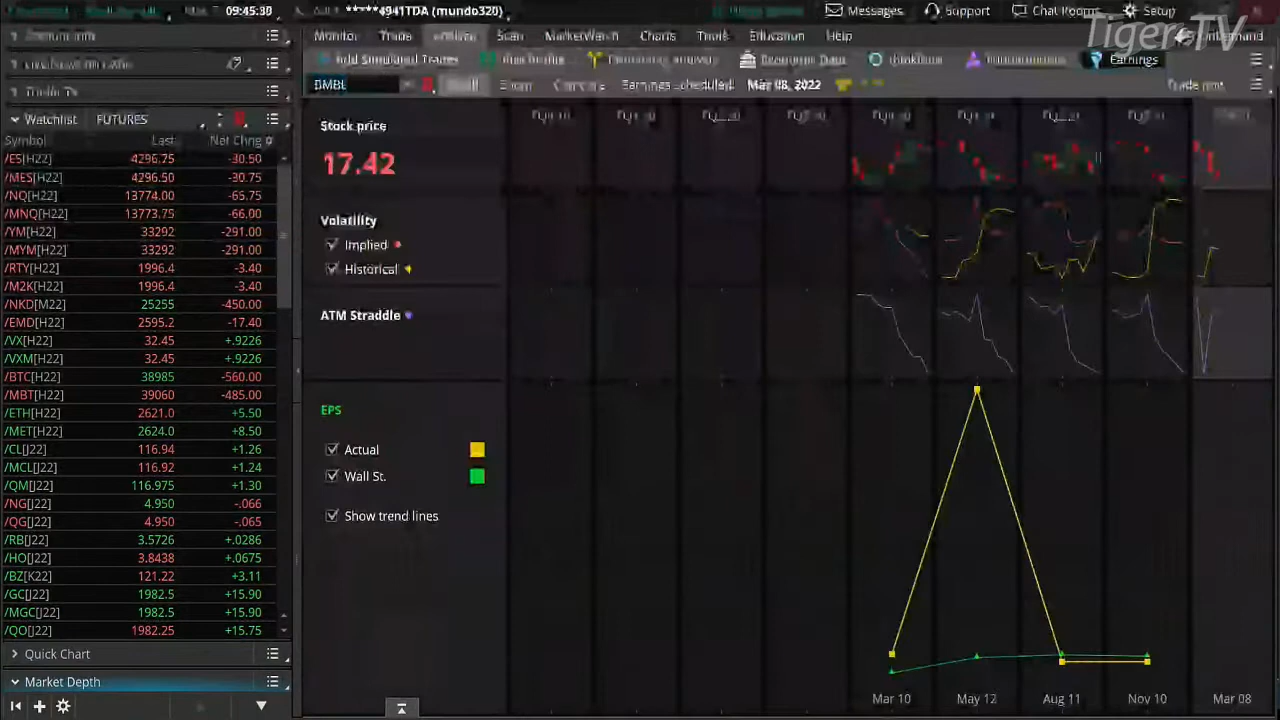 09:45:30
*****4941TDA (mundo320)
Messages
Support
Chat Rooms
Setup
TigerTV
Monitor
Trade
Scan
MarketWatch
Charts
Tools
Education
Help
Add Simulated Trades
Economic Data
Earnings
Watchlist
FUTURES
BMBL
Earnings scheduled:
Mar 08, 2022
Symbol Last Net Chng
/ES[H22] 4296.75 -30.50
/MES[H22] 4296.50 -30.75
/NQ[H22] 13774.00 -65.75
/MNQ[H22] 13773.75 -66.00
/YM[H22] 33292 -291.00
/MYM[H22] 33292 -291.00
/RTY[H22] 1996.4 -3.40
/M2K[H22] 1996.4 -3.40
/NKD[M22] 25255 -450.00
/EMD[H22] 2595.2 -17.40
/VX[H22] 32.45 +.9226
/VXM[H22] 32.45 +.9226
/BTC[H22] 38985 -560.00
/MBT[H22] 39060 -485.00
/ETH[H22] 2621.0 +5.50
/MET[H22] 2624.0 +8.50
/CL[J22] 116.94 +1.26
/MCL[J22] 116.92 +1.24
/QM[J22] 116.975 +1.30
/NG[J22] 4.950 -.066
/QG[J22] 4.950 -.065
/RB[J22] 3.5726 +.0286
/HO[J22] 3.8438 +.0675
/BZ[K22] 121.22 +3.11
/GC[J22] 1982.5 +15.90
/MGC[J22] 1982.5 +15.90
/QO[J22] 1982.25 +15.75
Quick Chart
Market Depth
Stock price
17.42
Volatility
Implied
Historical
ATM Straddle
EPS
Actual
Wall St.
Show trend lines
Mar 10
May 12
Aug 11
Nov 10
Mar 08